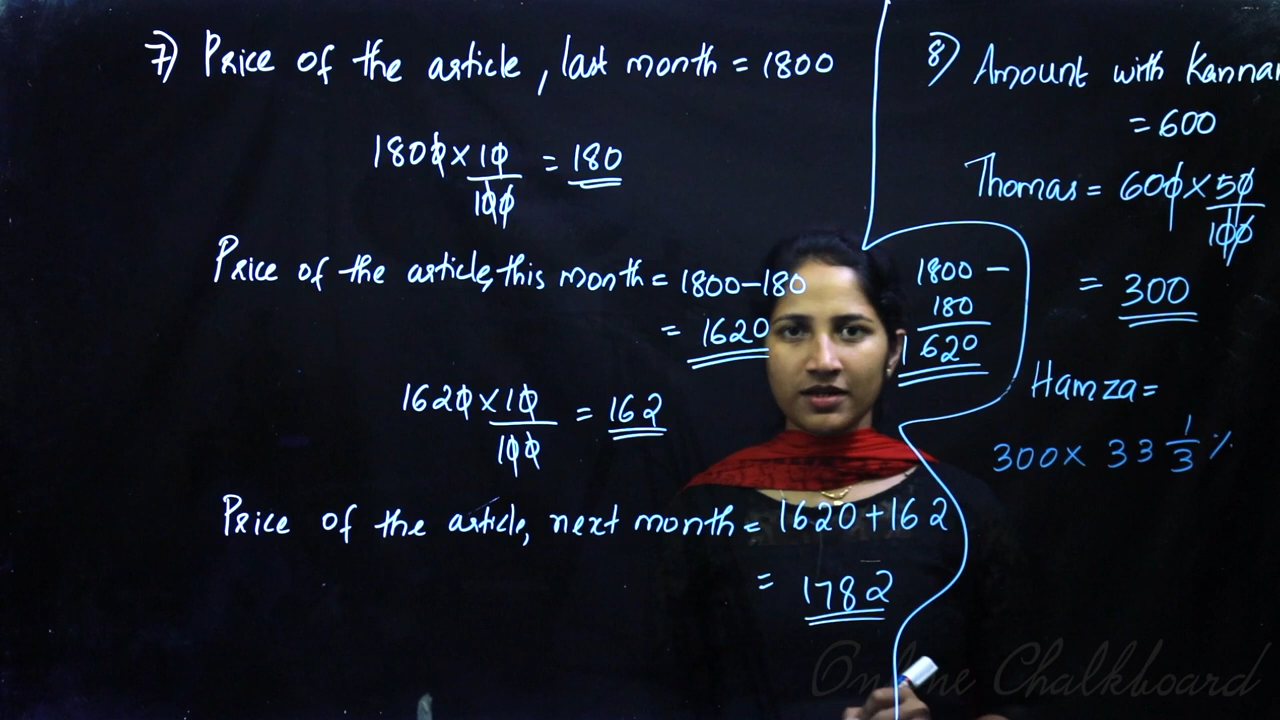 7) Price of the article, last month = 1800
1800 × 10/100 = 180
Price of the article, this month = 1800 – 180
= 1620
1800 –
180
1620
1620 × 10/100 = 162
Price of the article, next month = 1620 + 162
= 1782
8) Amount with Kannan
= 600
Thomas = 600 × 50/100
= 300
Hamza =
300 × 33 1/3 %
Online Chalkboard